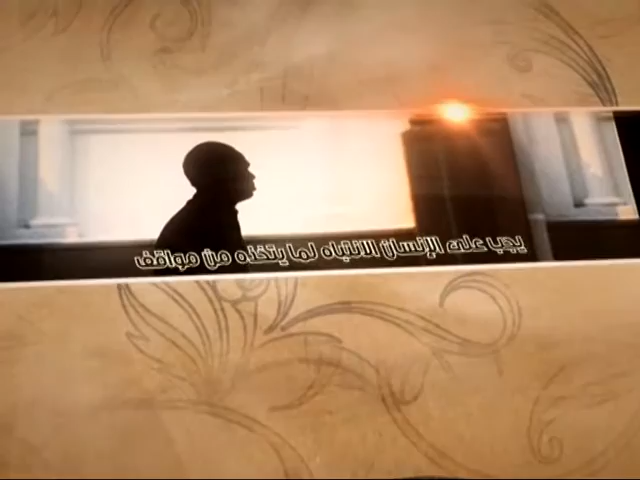 يجب على الإنسان الانتباه لما يتخذه من مواقف